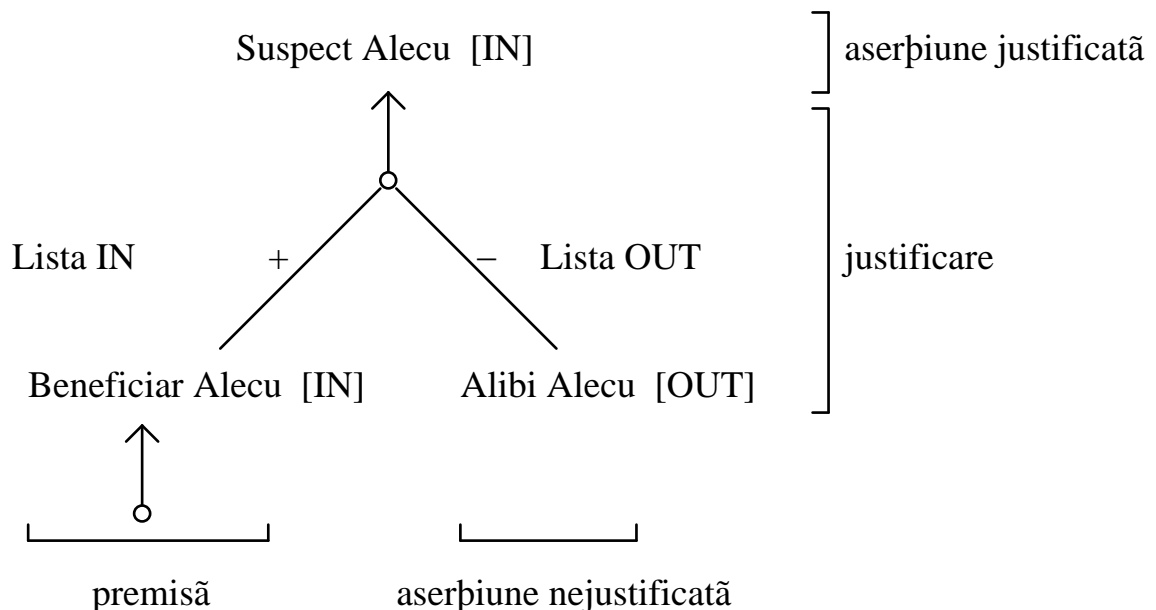 Suspect Alecu [IN] aserþiune justificatã
Lista IN + − Lista OUT justificare
Beneficiar Alecu [IN] Alibi Alecu [OUT]
premisã aserþiune nejustificatã